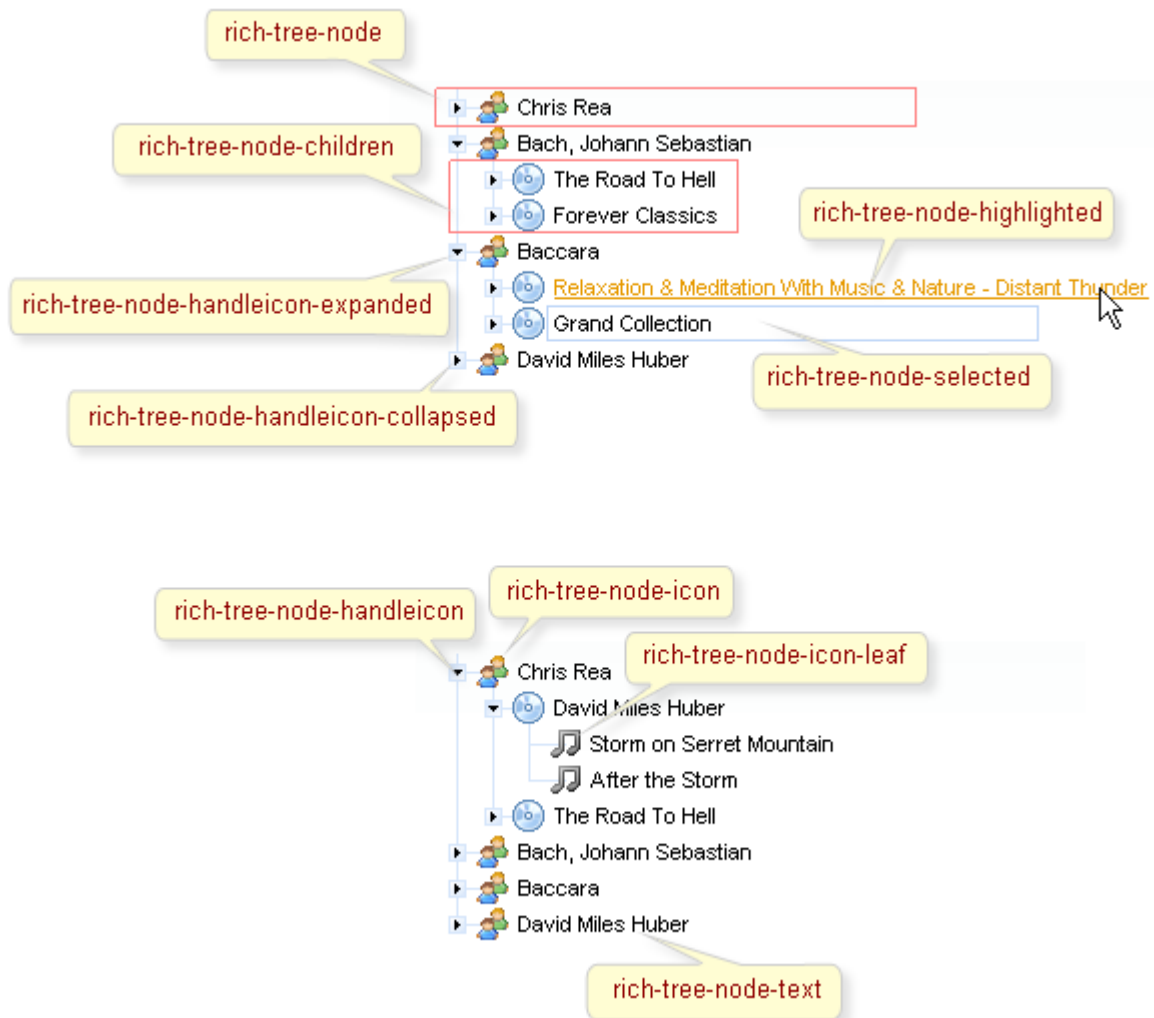 rich-tree-node
Chris Rea
rich-tree-node-children
Bach, Johann Sebastian
The Road To Hell
Forever Classics
rich-tree-node-highlighted
Baccara
rich-tree-node-handleicon-expanded
Relaxation & Meditation With Music & Nature - Distant Thunder
Grand Collection
David Miles Huber
rich-tree-node-selected
rich-tree-node-handleicon-collapsed
rich-tree-node-handleicon
rich-tree-node-icon
rich-tree-node-icon-leaf
Chris Rea
David Miles Huber
Storm on Serret Mountain
After the Storm
The Road To Hell
Bach, Johann Sebastian
Baccara
David Miles Huber
rich-tree-node-text